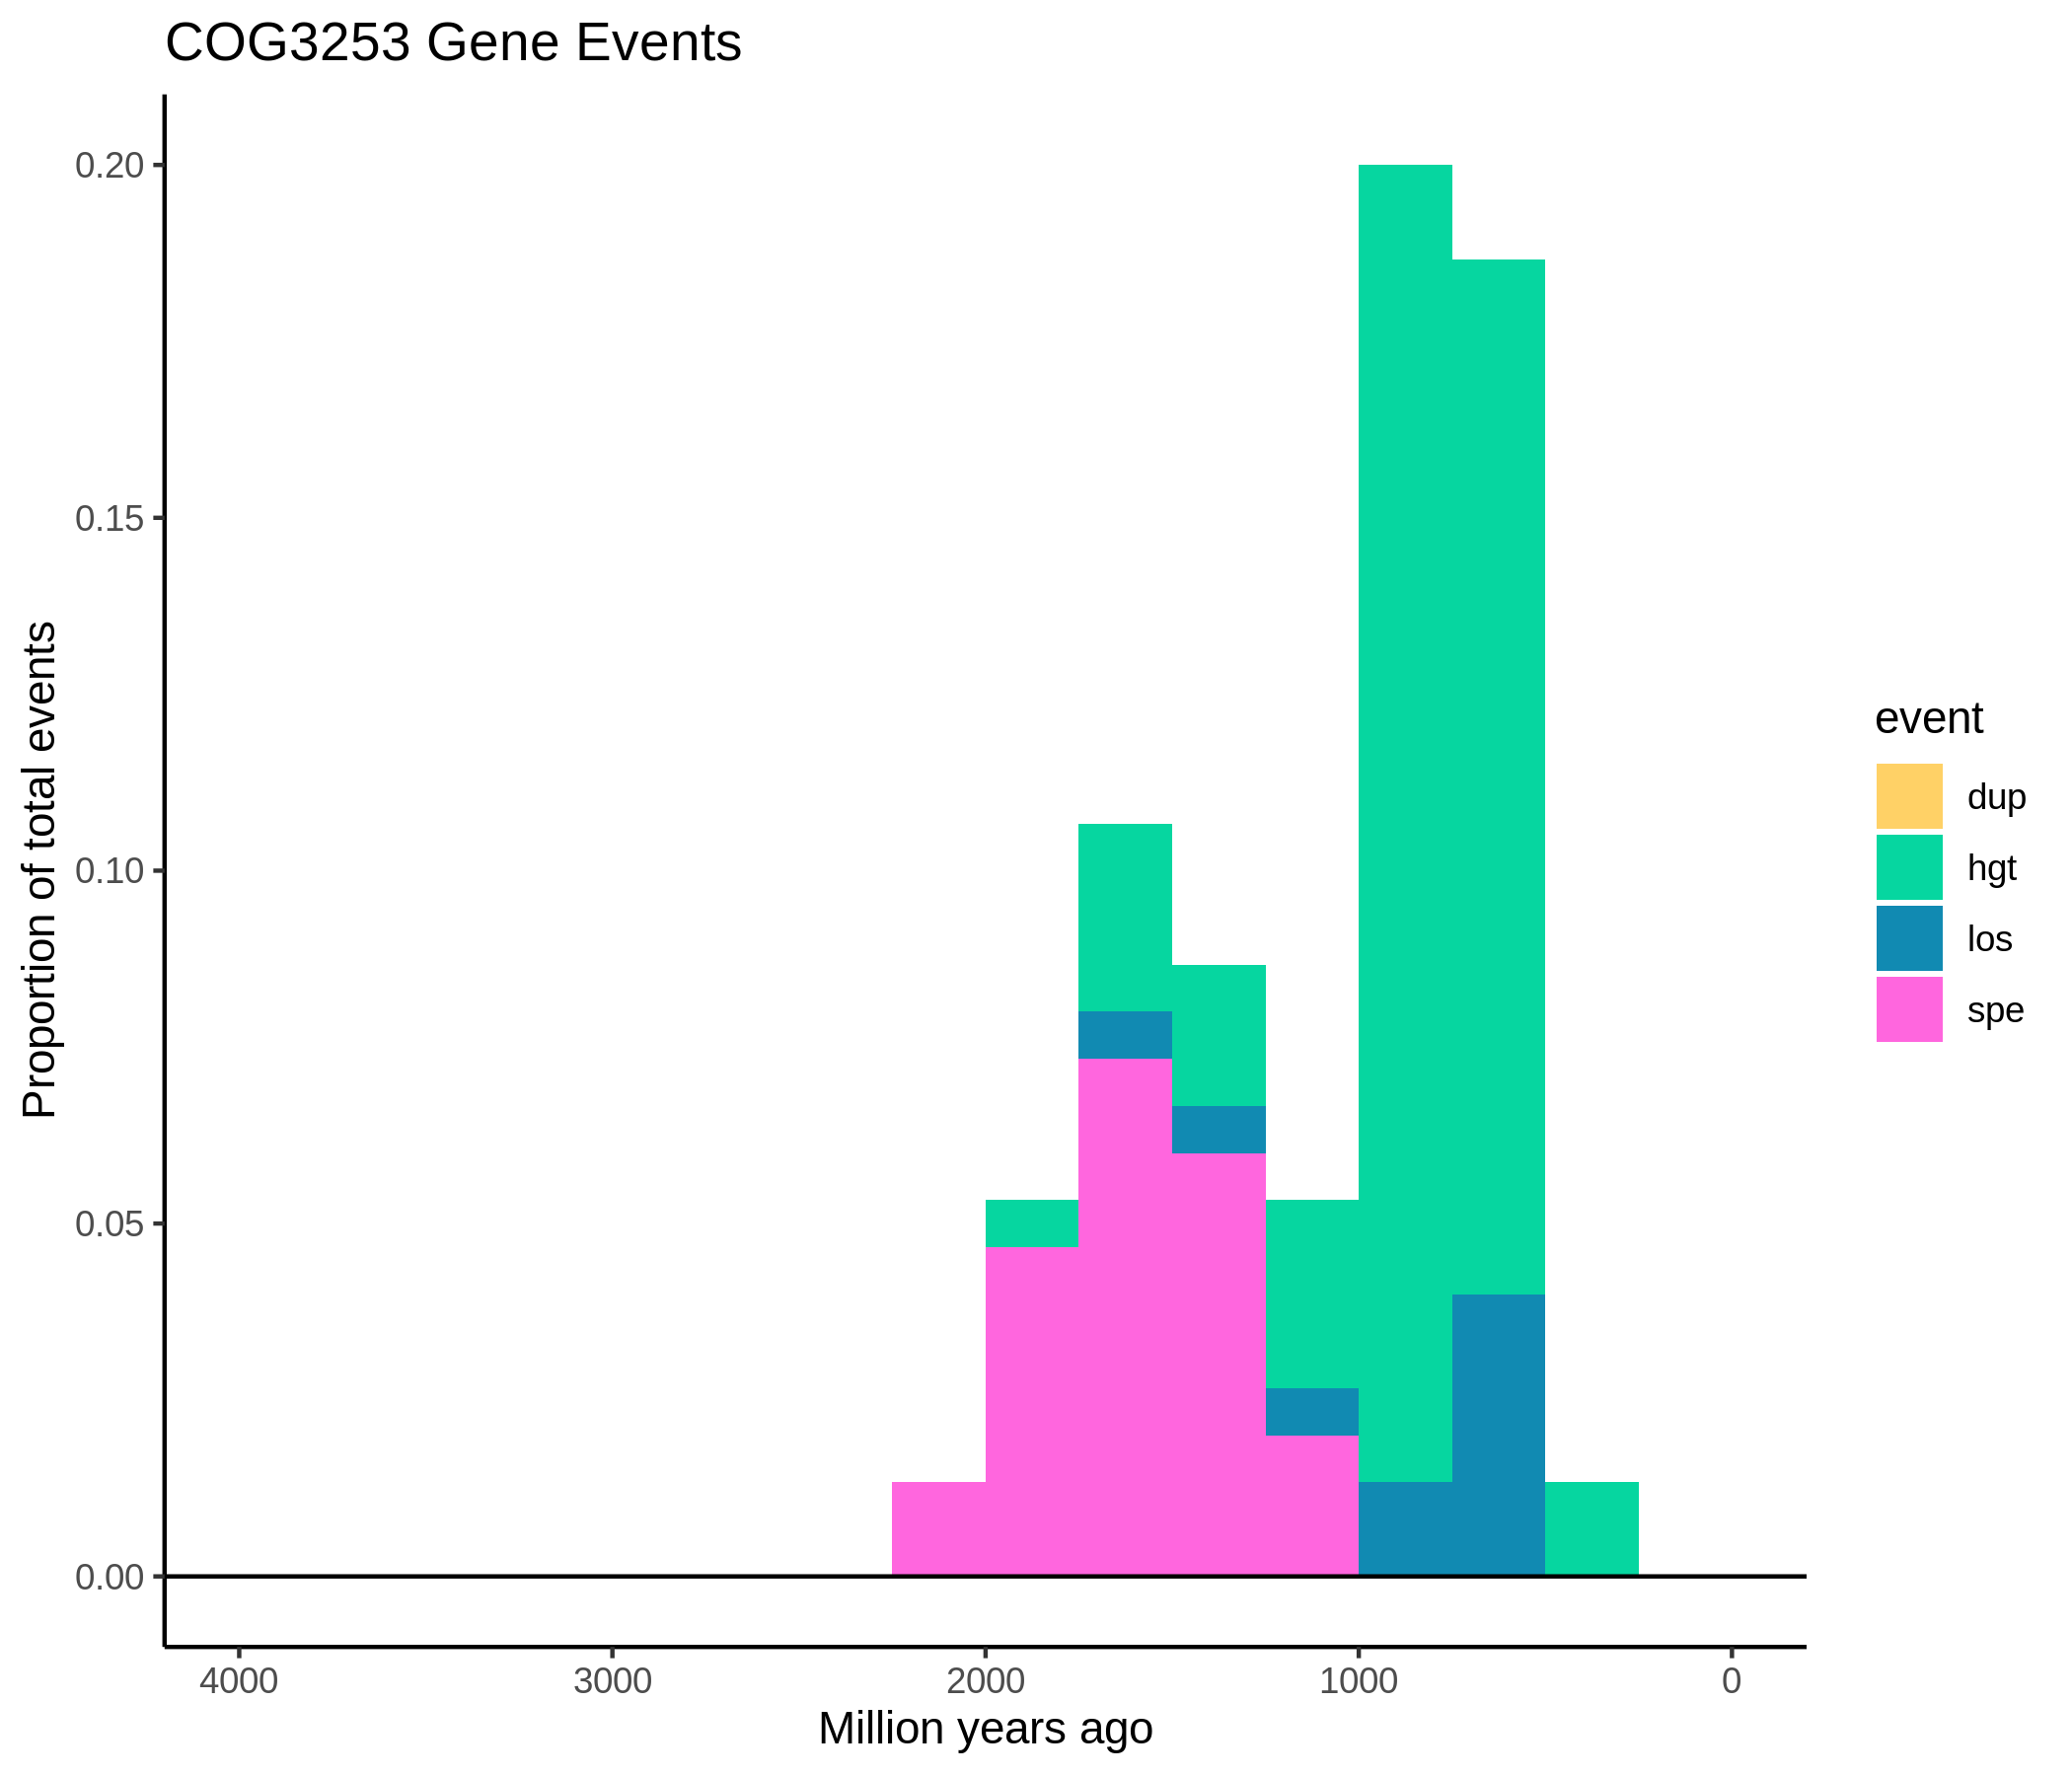 COG3253 Gene Events
Proportion of total events
0.20
0.15
0.10
0.05
0.00
4000 3000 2000 1000 0
Million years ago
event
dup
hgt
los
spe